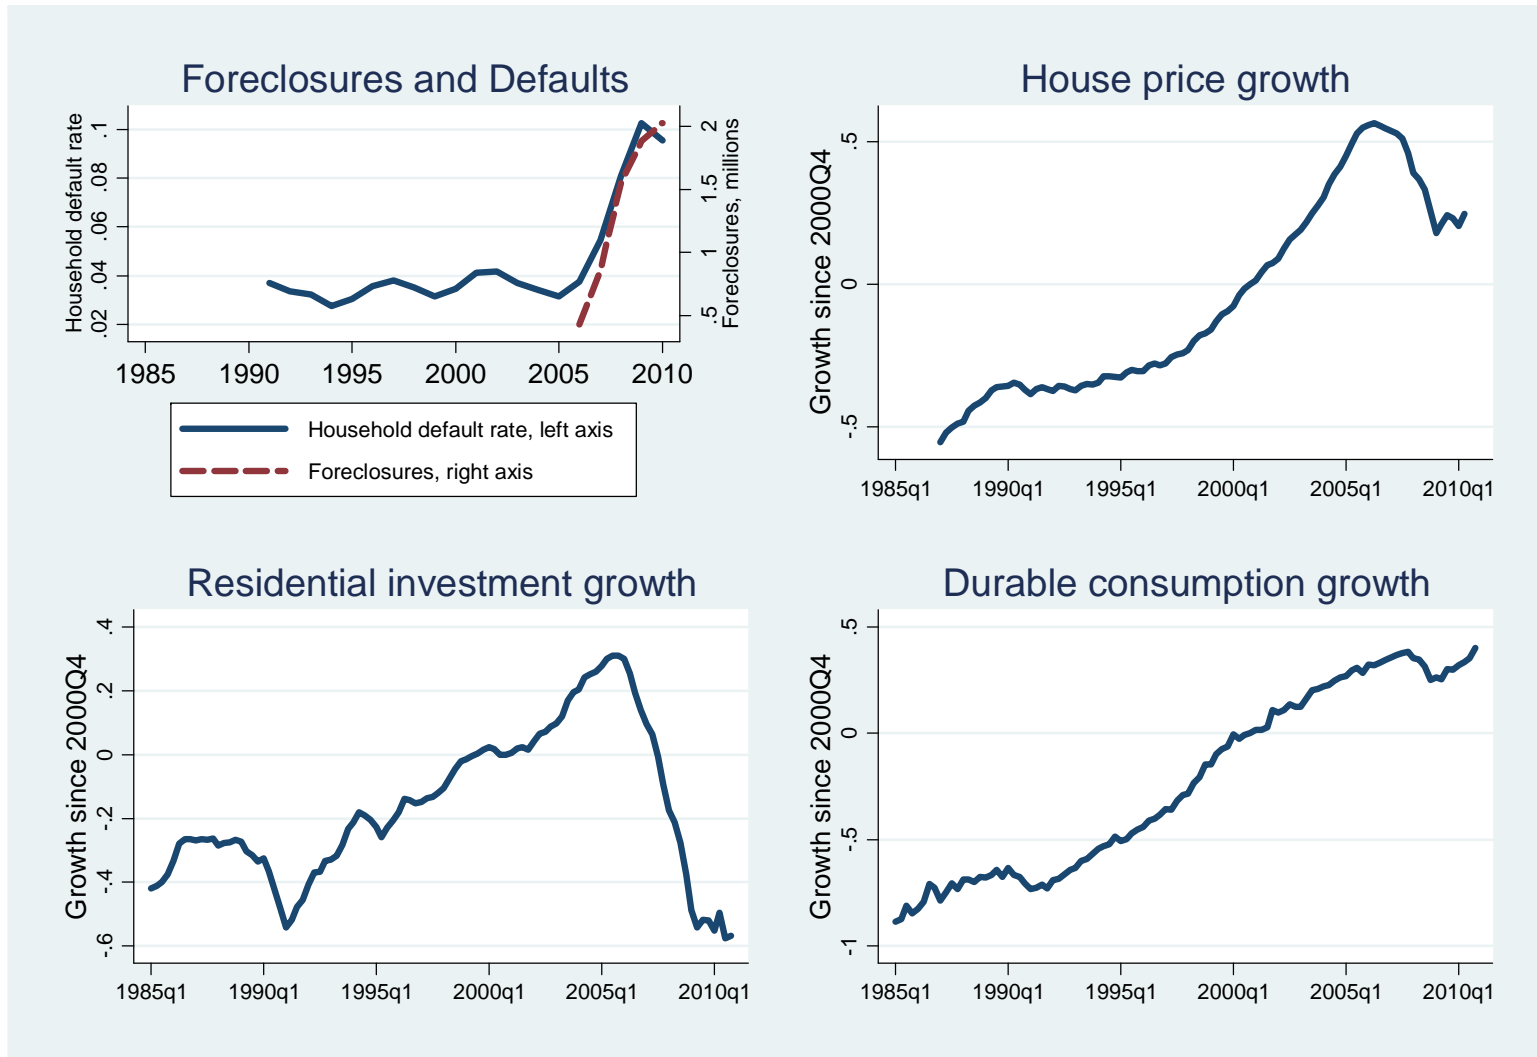 Foreclosures and Defaults
Household default rate
.02
.04
.06
.08
.1
.5
1
1.5
2
Foreclosures, millions
1985
1990
1995
2000
2005
2010
Household default rate, left axis
Foreclosures, right axis
House price growth
Growth since 2000Q4
-.5
0
.5
1985q1
1990q1
1995q1
2000q1
2005q1
2010q1
Residential investment growth
Growth since 2000Q4
-.6
-.4
-.2
0
.2
.4
1985q1
1990q1
1995q1
2000q1
2005q1
2010q1
Durable consumption growth
Growth since 2000Q4
-1
-.5
0
.5
1985q1
1990q1
1995q1
2000q1
2005q1
2010q1